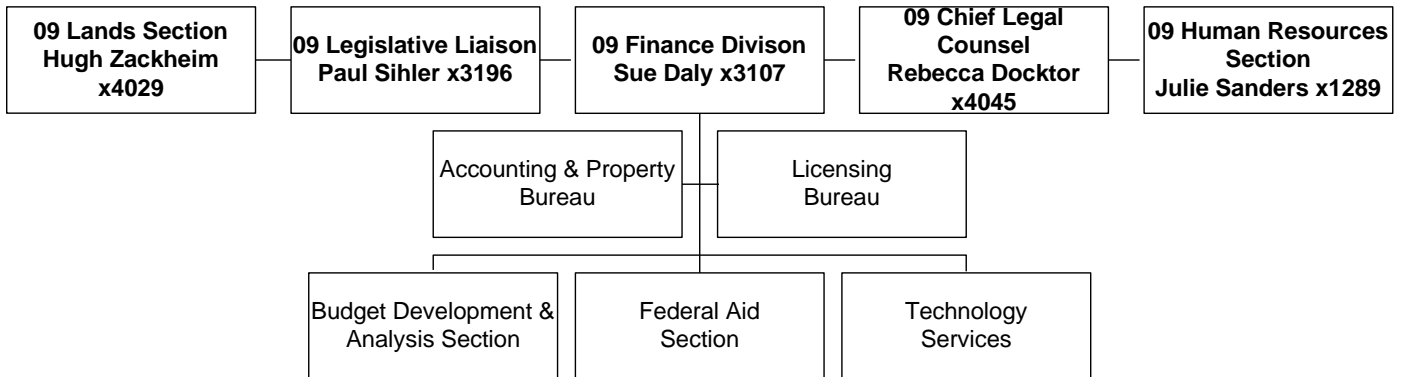 09 Lands Section
Hugh Zackheim
x4029
09 Legislative Liaison
Paul Sihler x3196
09 Finance Divison
Sue Daly x3107
09 Chief Legal
Counsel
Rebecca Docktor
x4045
09 Human Resources
Section
Julie Sanders x1289
Accounting & Property
Bureau
Licensing
Bureau
Budget Development &
Analysis Section
Federal Aid
Section
Technology
Services